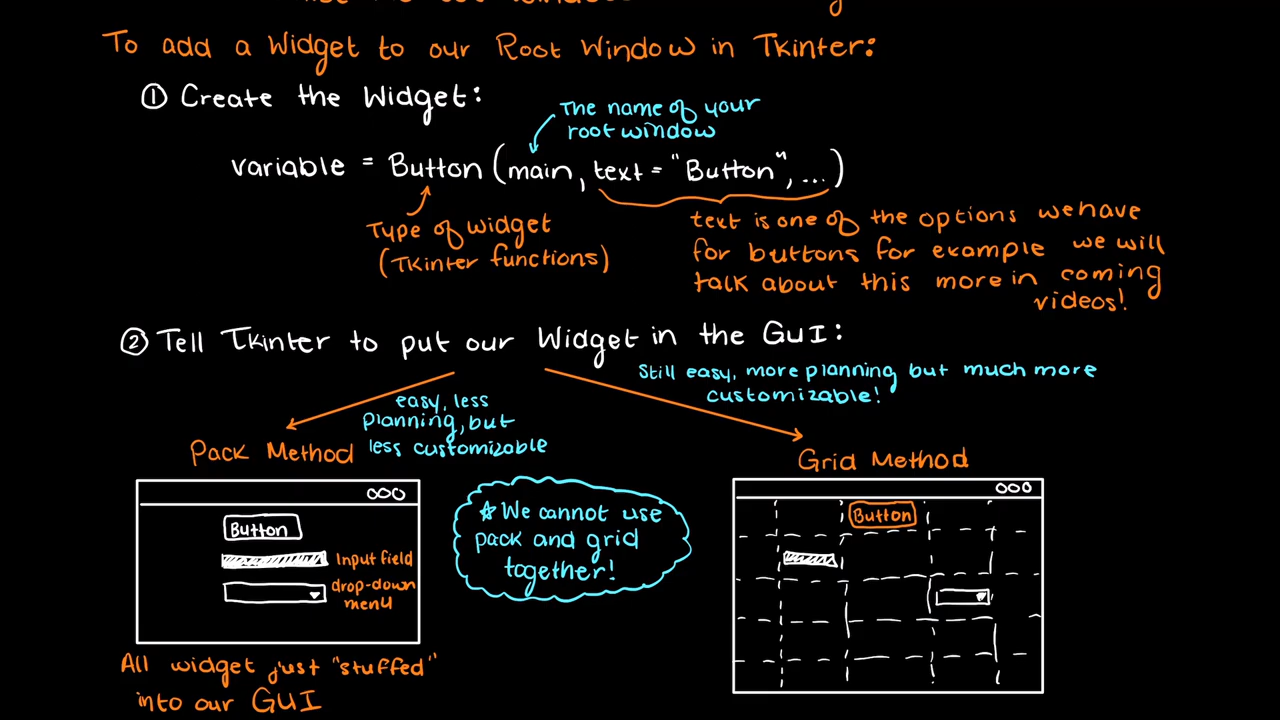 To add a Widget to our Root Window in Tkinter:
① Create the Widget:
The name of your
root window
variable = Button (main, text = "Button", ...)
Type of widget
(Tkinter functions)
text is one of the options we have
for buttons for example we will
talk about this more in coming
videos!
② Tell Tkinter to put our Widget in the GUI:
easy, less
planning, but
less customizable
Still easy, more planning but much more
customizable!
Pack Method
Button
Input field
drop-down
menu
All widget just "stuffed"
into our GUI
☆ We cannot use
pack and grid
together!
Grid Method
Button